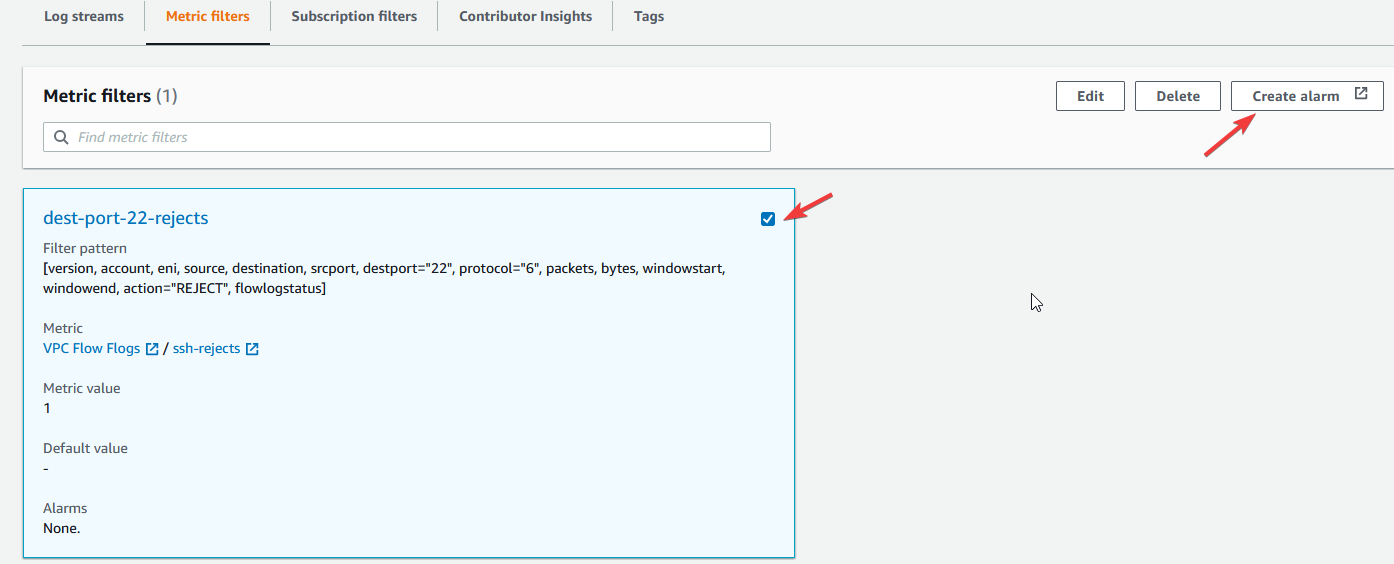 Log streams
Metric filters
Subscription filters
Contributor Insights
Tags
Metric filters (1)
Edit
Delete
Create alarm
Find metric filters
dest-port-22-rejects
Filter pattern
[version, account, eni, source, destination, srcport, destport="22", protocol="6", packets, bytes, windowstart,
windowend, action="REJECT", flowlogstatus]
Metric
VPC Flow Flogs / ssh-rejects
Metric value
1
Default value
-
Alarms
None.